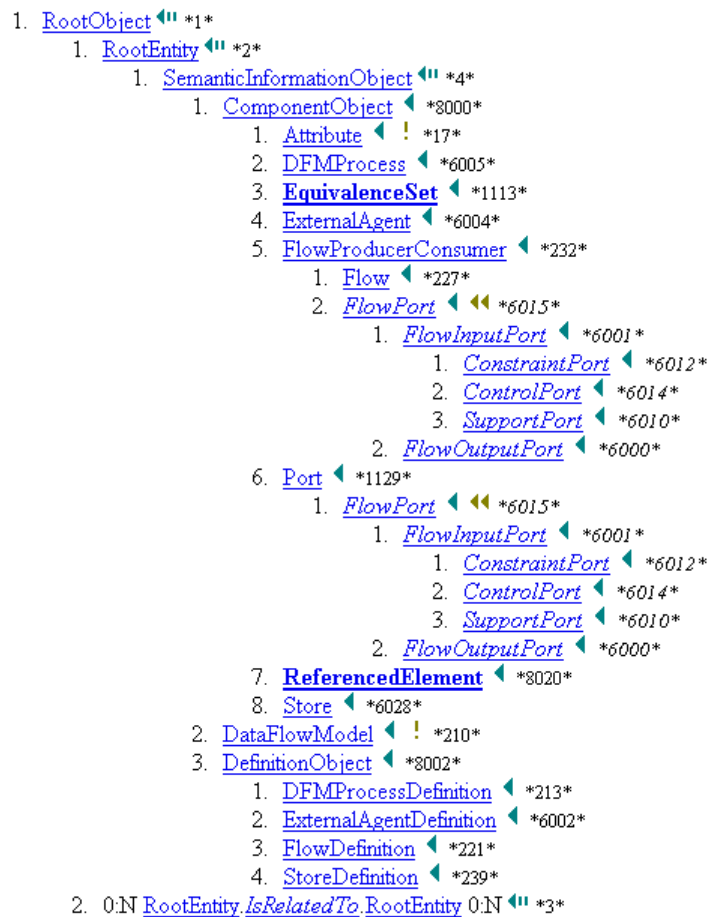 1. RootObject *1*
1. RootEntity *2*
1. SemanticInformationObject *4*
1. ComponentObject *8000*
1. Attribute ! *17*
2. DFMProcess *6005*
3. EquivalenceSet *1113*
4. ExternalAgent *6004*
5. FlowProducerConsumer *232*
1. Flow *227*
2. FlowPort *6015*
1. FlowInputPort *6001*
1. ConstraintPort *6012*
2. ControlPort *6014*
3. SupportPort *6010*
2. FlowOutputPort *6000*
6. Port *1129*
1. FlowPort *6015*
1. FlowInputPort *6001*
1. ConstraintPort *6012*
2. ControlPort *6014*
3. SupportPort *6010*
2. FlowOutputPort *6000*
7. ReferencedElement *8020*
8. Store *6028*
2. DataFlowModel ! *210*
3. DefinitionObject *8002*
1. DFMProcessDefinition *213*
2. ExternalAgentDefinition *6002*
3. FlowDefinition *221*
4. StoreDefinition *239*
2. 0:N RootEntity.IsRelatedTo.RootEntity 0:N *3*